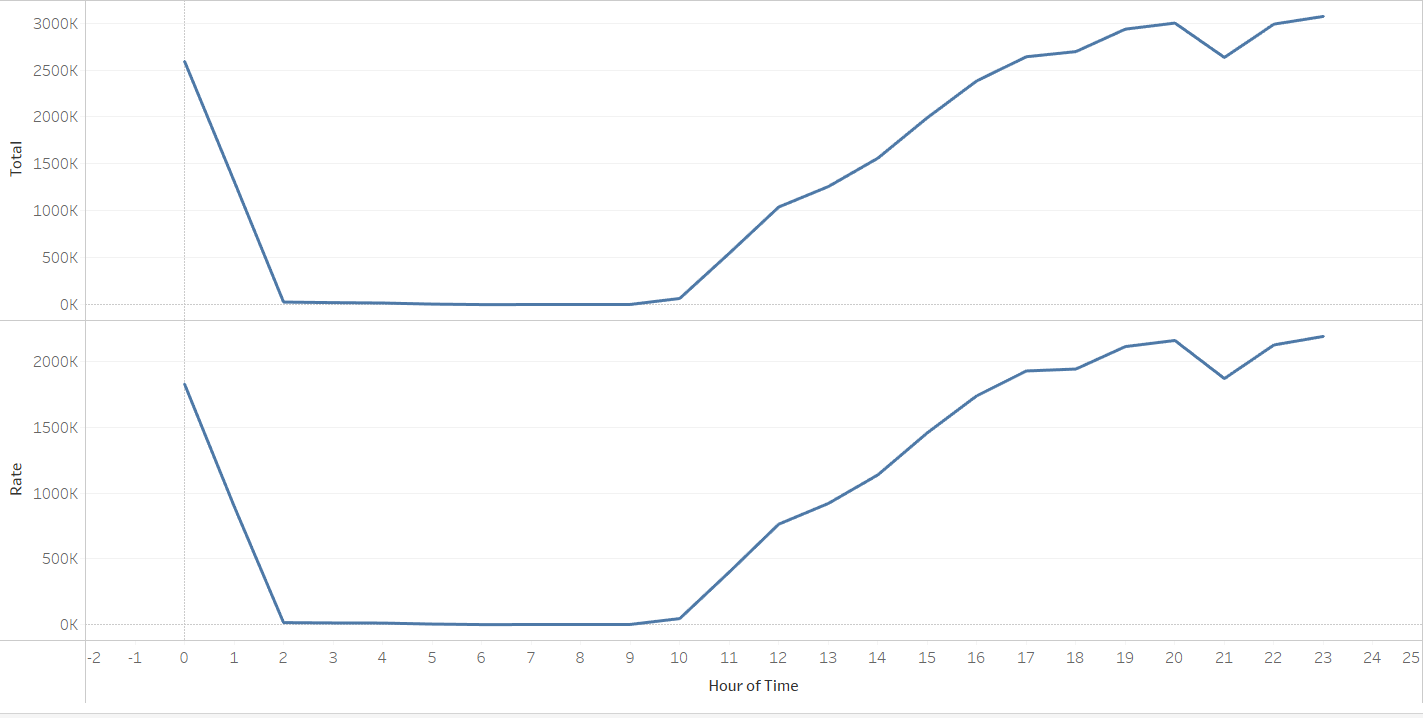 3000K
2500K
2000K
1500K
1000K
500K
0K
Total
2000K
1500K
1000K
500K
0K
Rate
-2 -1 0 1 2 3 4 5 6 7 8 9 10 11 12 13 14 15 16 17 18 19 20 21 22 23 24 25
Hour of Time